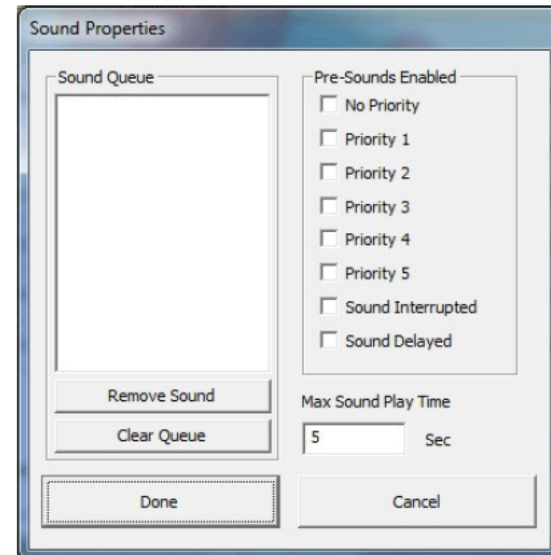 Sound Properties
Sound Queue
Remove Sound
Clear Queue
Pre-Sounds Enabled
No Priority
Priority 1
Priority 2
Priority 3
Priority 4
Priority 5
Sound Interrupted
Sound Delayed
Max Sound Play Time
5 Sec
Done
Cancel